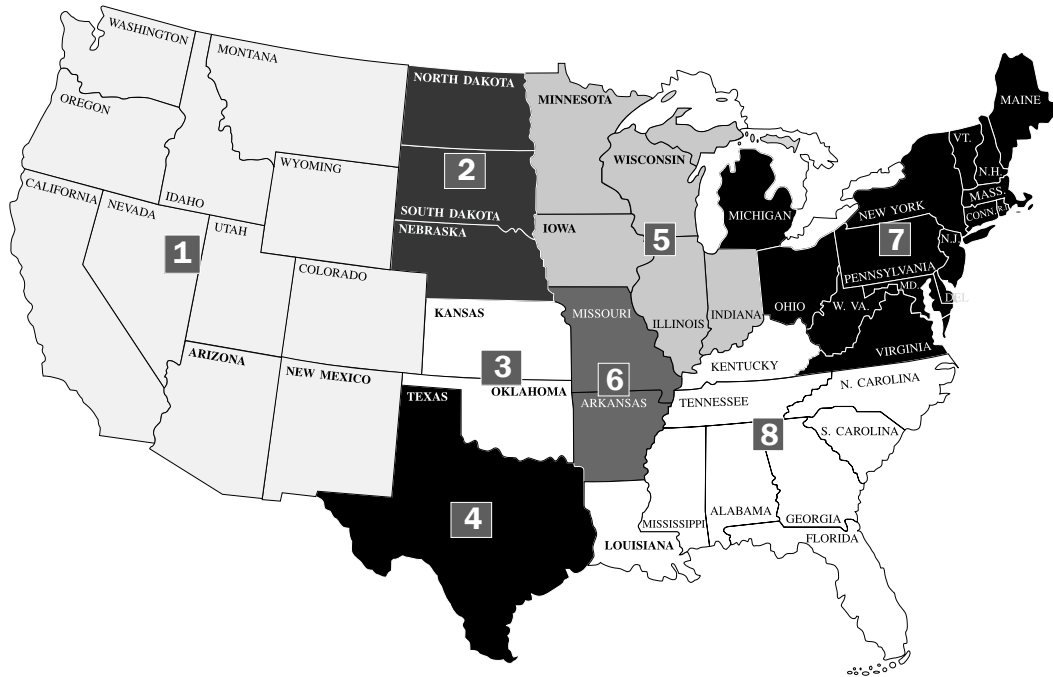 WASHINGTON
MONTANA
NORTH DAKOTA
MINNESOTA
MAINE
OREGON
VT.
WYOMING
WISCONSIN
2
N.H.
CALIFORNIA
NEVADA
IDAHO
MASS.
SOUTH DAKOTA
MICHIGAN
NEW YORK
CONN.
R.I.
UTAH
NEBRASKA
IOWA
5
7
N.J.
1
COLORADO
PENNSYLVANIA
MD.
DEL
KANSAS
MISSOURI
ILLINOIS
INDIANA
OHIO
W. VA.
ARIZONA
VIRGINIA
3
KENTUCKY
NEW MEXICO
6
N. CAROLINA
TEXAS
OKLAHOMA
ARKANSAS
TENNESSEE
8
S. CAROLINA
4
MISSISSIPPI
ALABAMA
GEORGIA
LOUISIANA
FLORIDA